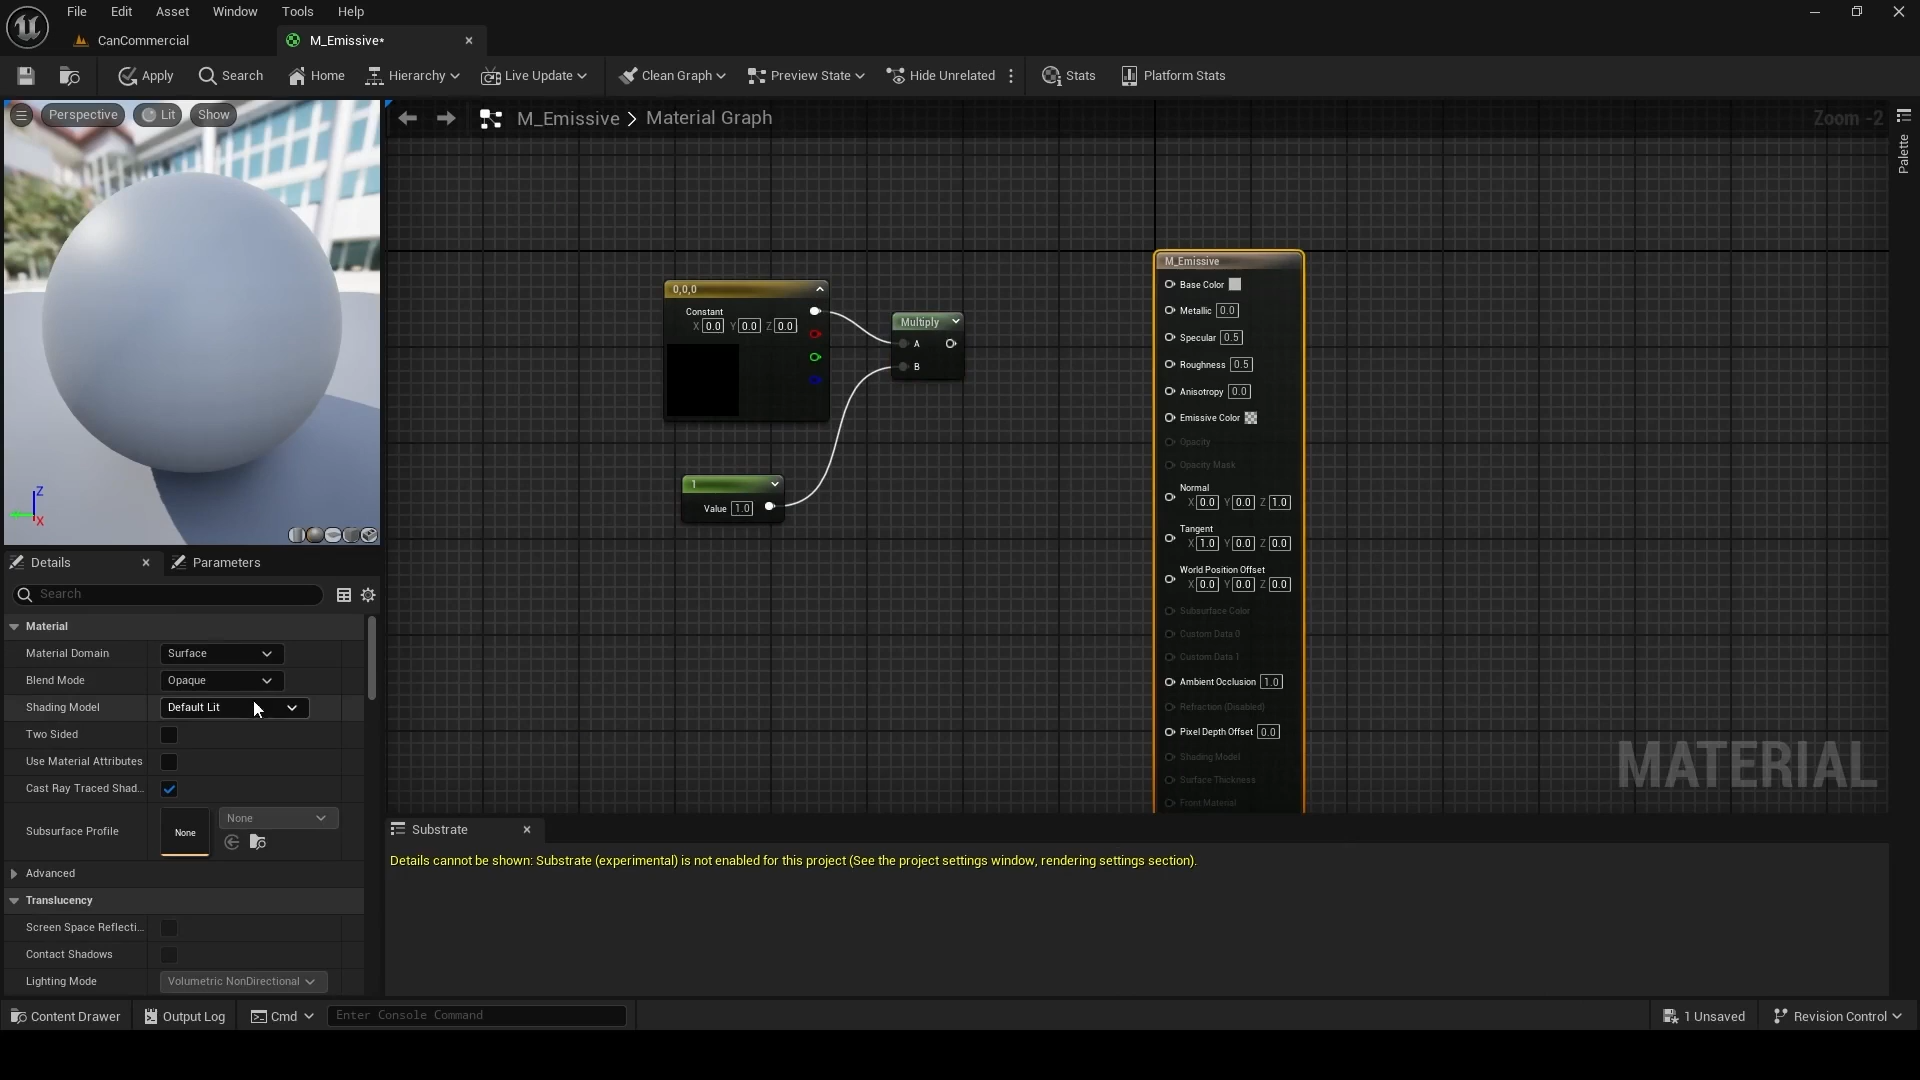 File Edit Asset Window Tools Help
CanCommercial
M_Emissive*
Apply Search Home Hierarchy Live Update Clean Graph Preview State Hide Unrelated Stats Platform Stats
Perspective Lit Show
M_Emissive > Material Graph
Zoom -2
Palette
0,0,0
Constant
X 0.0 Y 0.0 Z 0.0
Multiply
A
B
1
Value 1.0
M_Emissive
Base Color
Metallic 0.0
Specular 0.5
Roughness 0.5
Anisotropy 0.0
Emissive Color
Opacity
Opacity Mask
Normal
X 0.0 Y 0.0 Z 1.0
Tangent
X 1.0 Y 0.0 Z 0.0
World Position Offset
X 0.0 Y 0.0 Z 0.0
Subsurface Color
Custom Data 0
Custom Data 1
Ambient Occlusion 1.0
Refraction (Disabled)
Pixel Depth Offset 0.0
Shading Model
Surface Thickness
Front Material
MATERIAL
Z
X
Details Parameters
Search
Material
Material Domain Surface
Blend Mode Opaque
Shading Model Default Lit
Two Sided
Use Material Attributes
Cast Ray Traced Shad...
Subsurface Profile None None
Advanced
Translucency
Screen Space Reflecti...
Contact Shadows
Lighting Mode Volumetric NonDirectional
Substrate
Details cannot be shown: Substrate (experimental) is not enabled for this project (See the project settings window, rendering settings section).
Content Drawer Output Log Cmd Enter Console Command 1 Unsaved Revision Control